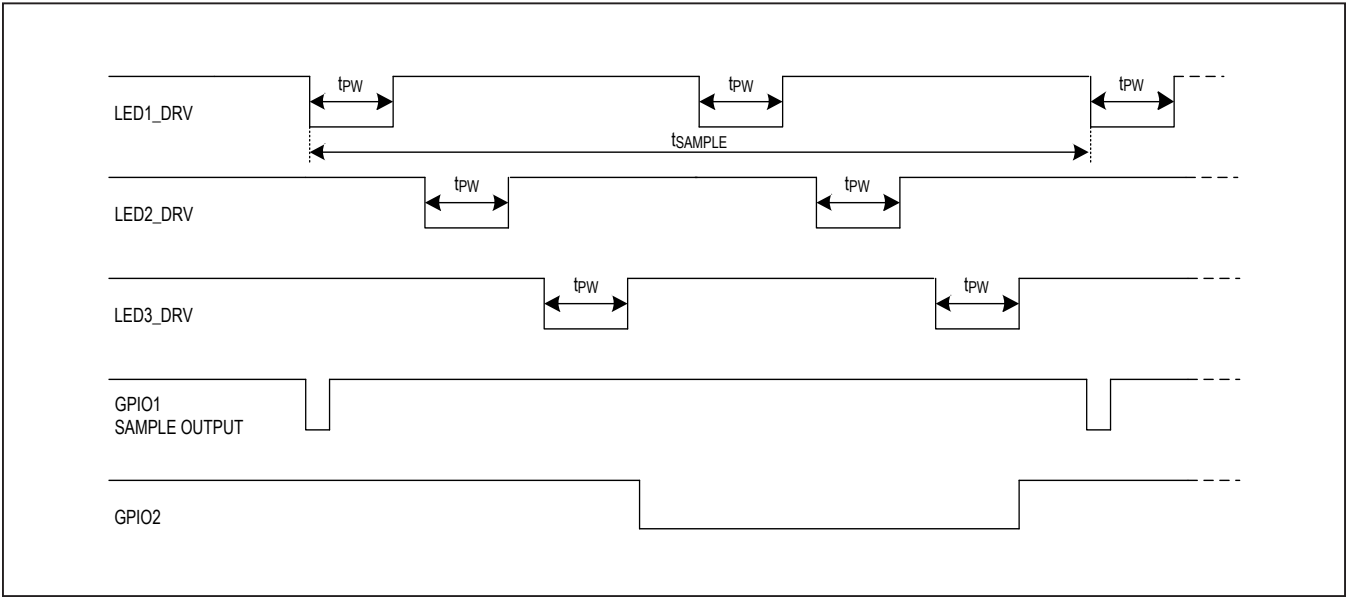 tPW tPW tPW
LED1_DRV
tSAMPLE
tPW tPW
LED2_DRV
tPW tPW
LED3_DRV
GPIO1
SAMPLE OUTPUT
GPIO2